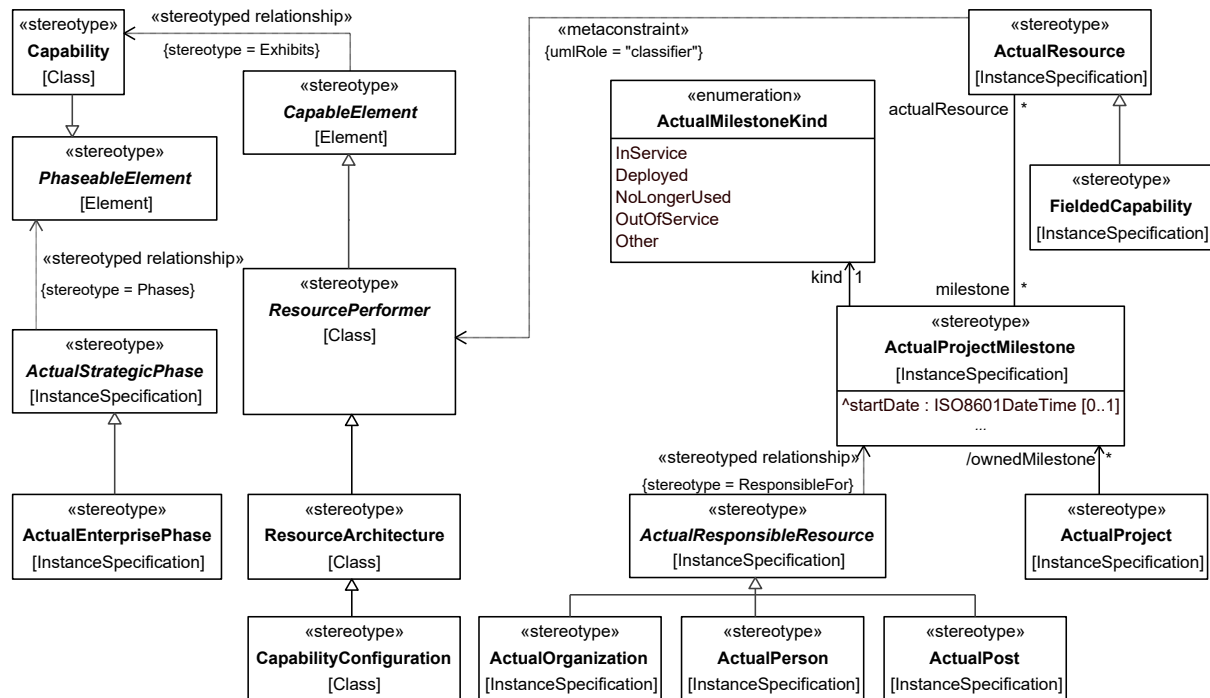 «stereotype»
Capability
[Class]
«stereotyped relationship»
{stereotype = Exhibits}
«stereotype»
CapableElement
[Element]
«metaconstraint»
{umlRole = "classifier"}
«stereotype»
ActualResource
[InstanceSpecification]
«enumeration»
ActualMilestoneKind
InService
Deployed
NoLongerUsed
OutOfService
Other
actualResource *
«stereotype»
PhaseableElement
[Element]
«stereotype»
FieldedCapability
[InstanceSpecification]
«stereotyped relationship»
{stereotype = Phases}
«stereotype»
ResourcePerformer
[Class]
kind 1
milestone *
«stereotype»
ActualStrategicPhase
[InstanceSpecification]
«stereotype»
ActualProjectMilestone
[InstanceSpecification]
^startDate : ISO8601DateTime [0..1]
...
«stereotyped relationship»
{stereotype = ResponsibleFor}
/ownedMilestone *
«stereotype»
ActualEnterprisePhase
[InstanceSpecification]
«stereotype»
ResourceArchitecture
[Class]
«stereotype»
ActualResponsibleResource
[InstanceSpecification]
«stereotype»
ActualProject
[InstanceSpecification]
«stereotype»
CapabilityConfiguration
[Class]
«stereotype»
ActualOrganization
[InstanceSpecification]
«stereotype»
ActualPerson
[InstanceSpecification]
«stereotype»
ActualPost
[InstanceSpecification]